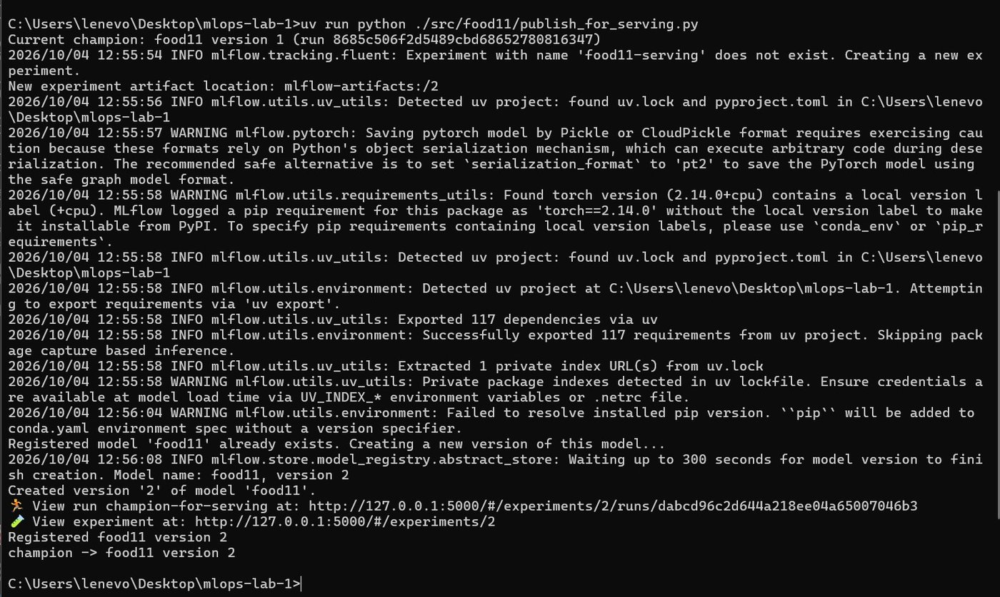 C:\Users\lenevo\Desktop\mlops-lab-1>uv run python ./src/food11/publish_for_serving.py
Current champion: food11 version 1 (run 8685c506f2d5489cbd68652780816347)
2026/10/04 12:55:54 INFO mlflow.tracking.fluent: Experiment with name 'food11-serving' does not exist. Creating a new ex
periment.
New experiment artifact location: mlflow-artifacts:/2
2026/10/04 12:55:56 INFO mlflow.utils.uv_utils: Detected uv project: found uv.lock and pyproject.toml in C:\Users\lenevo
\Desktop\mlops-lab-1
2026/10/04 12:55:57 WARNING mlflow.pytorch: Saving pytorch model by Pickle or CloudPickle format requires exercising cau
tion because these formats rely on Python's object serialization mechanism, which can execute arbitrary code during dese
rialization. The recommended safe alternative is to set `serialization_format` to 'pt2' to save the PyTorch model using
the safe graph model format.
2026/10/04 12:55:58 WARNING mlflow.utils.requirements_utils: Found torch version (2.14.0+cpu) contains a local version l
abel (+cpu). MLflow logged a pip requirement for this package as 'torch==2.14.0' without the local version label to make
 it installable from PyPI. To specify pip requirements containing local version labels, please use `conda_env` or `pip_r
equirements`.
2026/10/04 12:55:58 INFO mlflow.utils.uv_utils: Detected uv project: found uv.lock and pyproject.toml in C:\Users\lenevo
\Desktop\mlops-lab-1
2026/10/04 12:55:58 INFO mlflow.utils.environment: Detected uv project at C:\Users\lenevo\Desktop\mlops-lab-1. Attemptin
g to export requirements via 'uv export'.
2026/10/04 12:55:58 INFO mlflow.utils.uv_utils: Exported 117 dependencies via uv
2026/10/04 12:55:58 INFO mlflow.utils.environment: Successfully exported 117 requirements from uv project. Skipping pack
age capture based inference.
2026/10/04 12:55:58 INFO mlflow.utils.uv_utils: Extracted 1 private index URL(s) from uv.lock
2026/10/04 12:55:58 WARNING mlflow.utils.uv_utils: Private package indexes detected in uv lockfile. Ensure credentials a
re available at model load time via UV_INDEX_* environment variables or .netrc file.
2026/10/04 12:56:04 WARNING mlflow.utils.environment: Failed to resolve installed pip version. ``pip`` will be added to
conda.yaml environment spec without a version specifier.
Registered model 'food11' already exists. Creating a new version of this model...
2026/10/04 12:56:08 INFO mlflow.store.model_registry.abstract_store: Waiting up to 300 seconds for model version to fini
sh creation. Model name: food11, version 2
Created version '2' of model 'food11'.
🏃 View run champion-for-serving at: http://127.0.0.1:5000/#/experiments/2/runs/dabcd96c2d644a218ee04a65007046b3
🧪 View experiment at: http://127.0.0.1:5000/#/experiments/2
Registered food11 version 2
champion -> food11 version 2
C:\Users\lenevo\Desktop\mlops-lab-1>